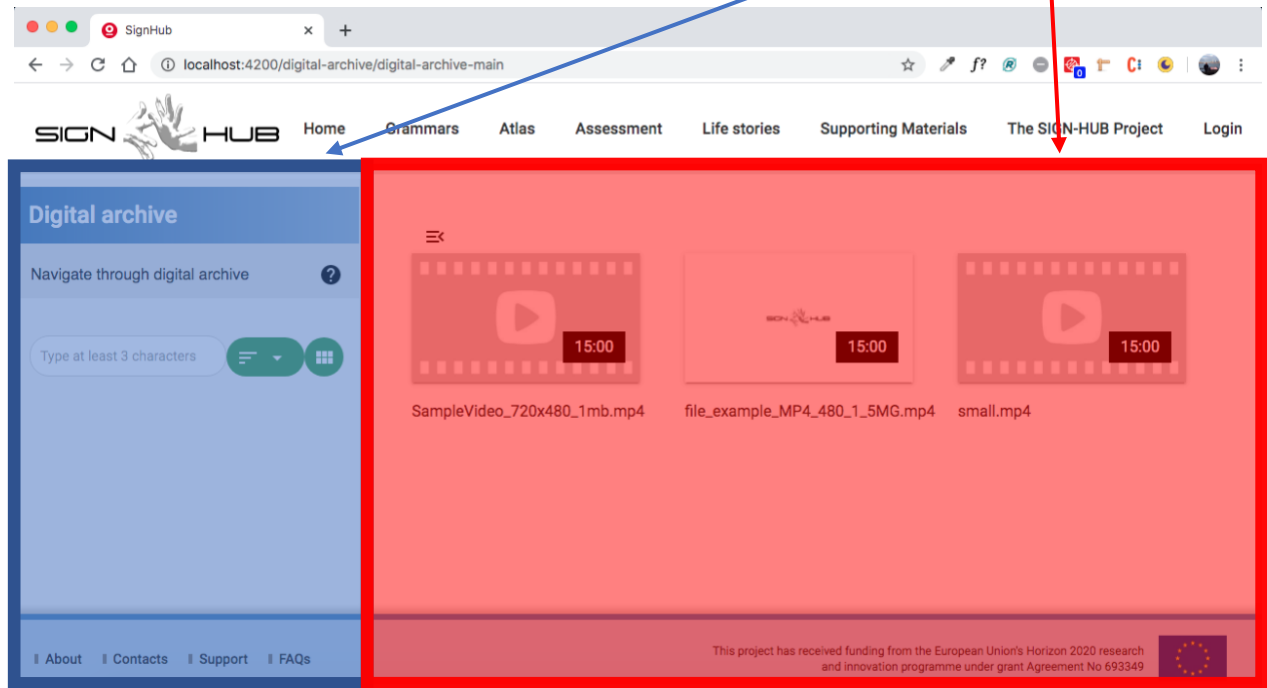 SignHub
localhost:4200/digital-archive/digital-archive-main
f?
0
SIGN HUB
Home Grammars Atlas Assessment Life stories Supporting Materials The SIGN-HUB Project Login
Digital archive
Navigate through digital archive
Type at least 3 characters
15:00
SIGN HUB
15:00
15:00
SampleVideo_720x480_1mb.mp4
file_example_MP4_480_1_5MG.mp4
small.mp4
About Contacts Support FAQs
This project has received funding from the European Union's Horizon 2020 research
and innovation programme under grant Agreement No 693349